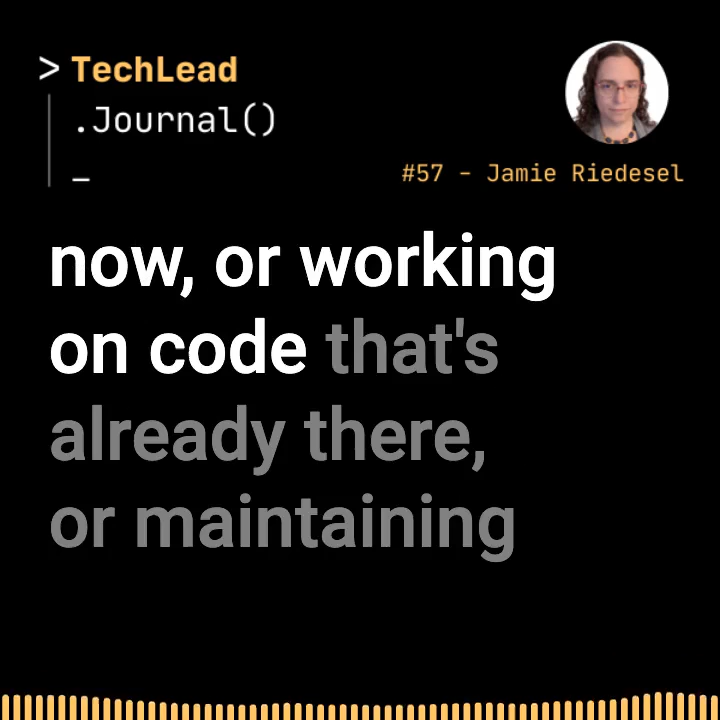 > TechLead
.Journal()
_
#57 - Jamie Riedesel
now, or working
on code that's
already there,
or maintaining